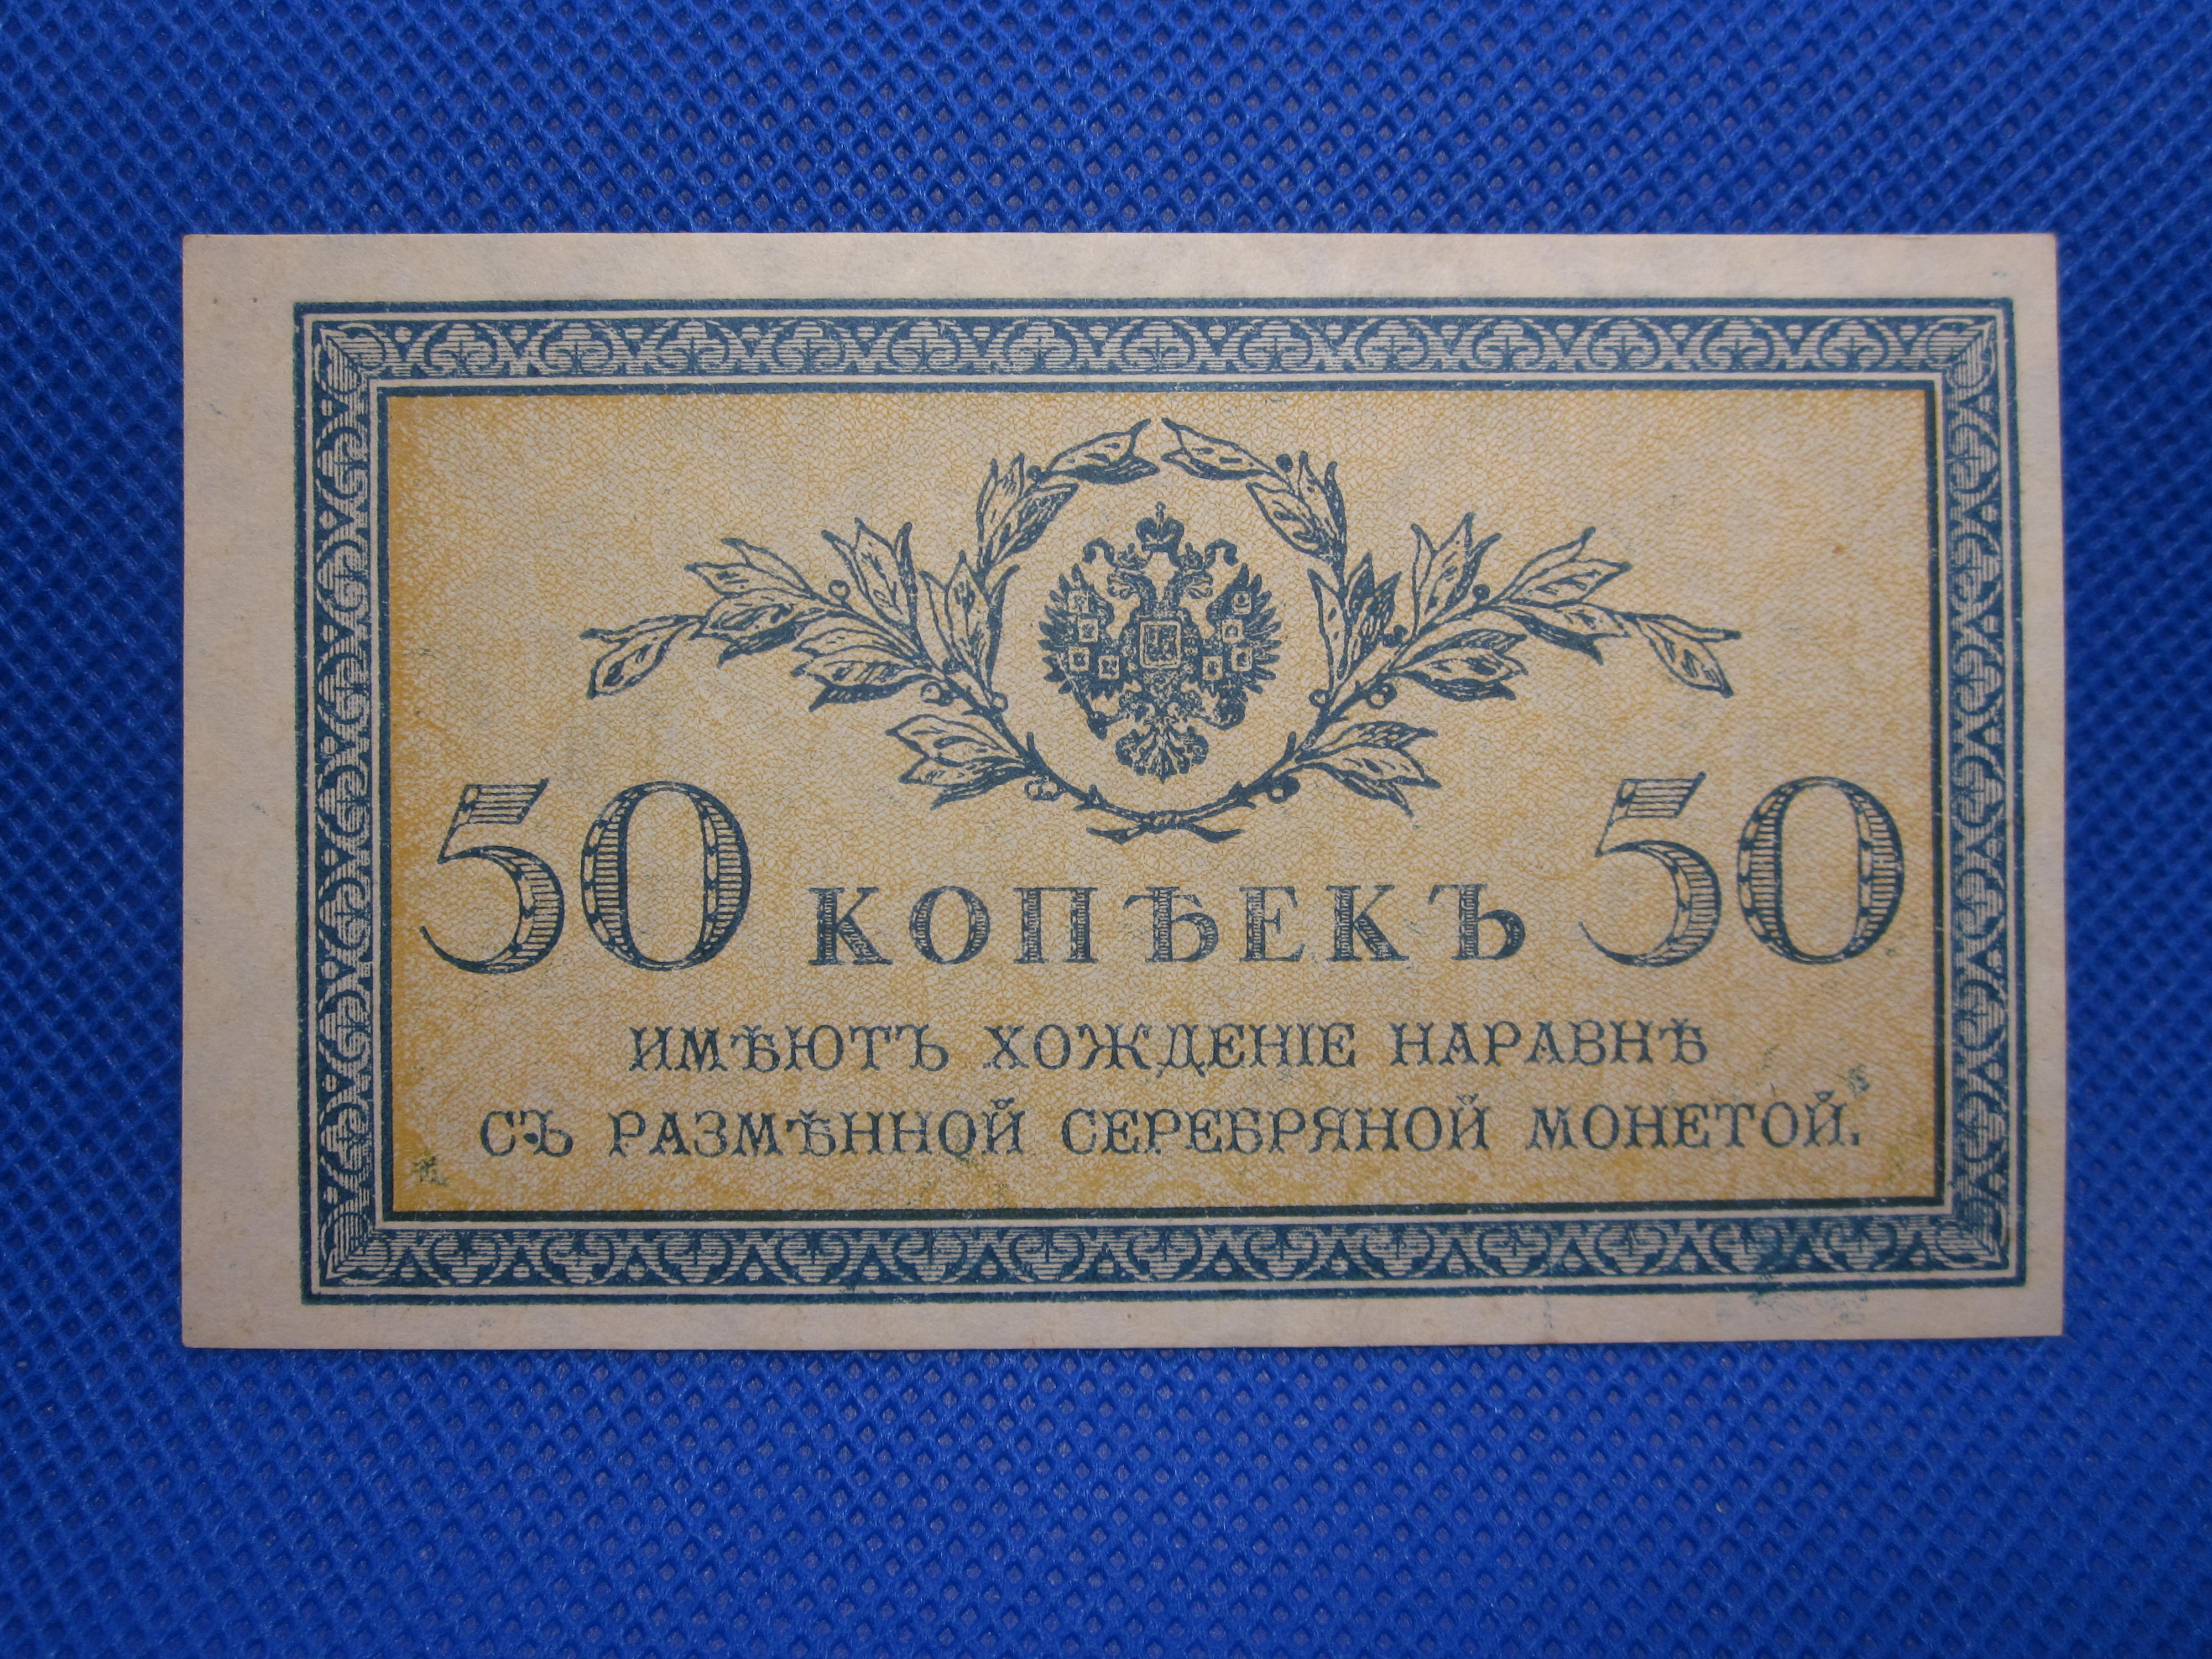 50 КОПѢЕКЪ 50
ИМѢЮТЪ ХОЖДЕНІЕ НАРАВНѢ
СЪ РАЗМѢННОЙ СЕРЕБРЯНОЙ МОНЕТОЙ.